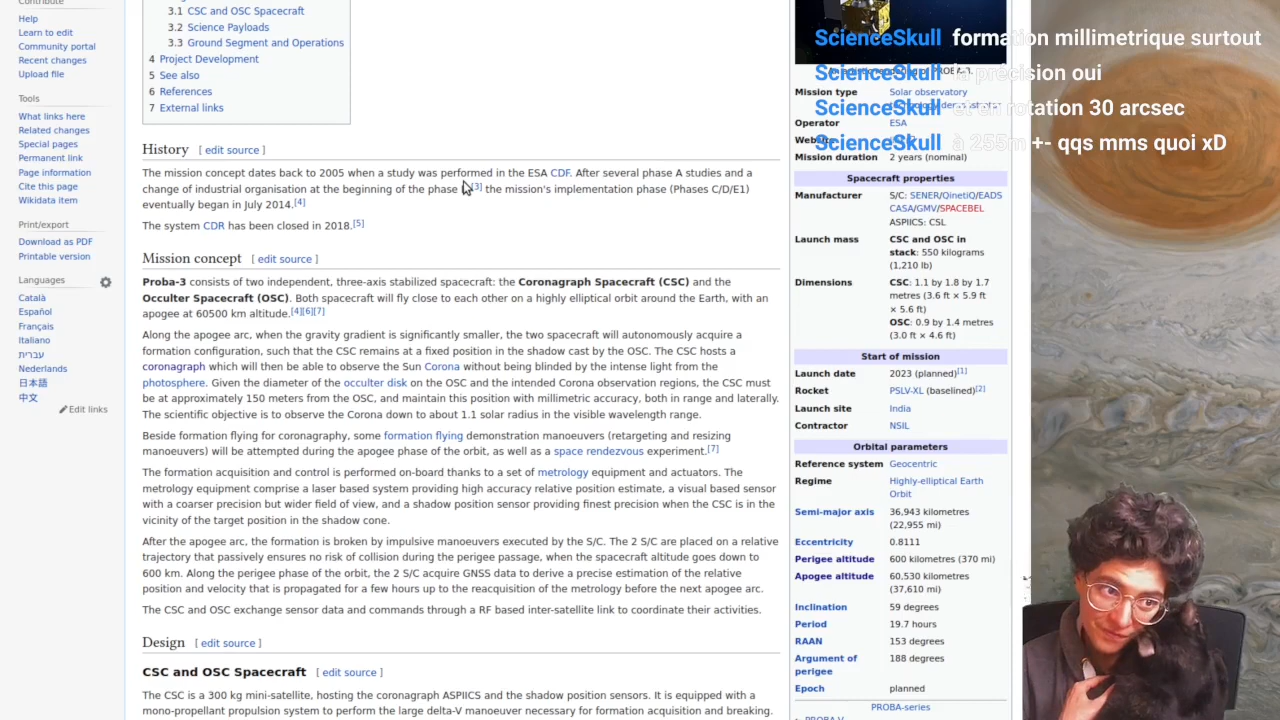 Contribute
Help
Learn to edit
Community portal
Recent changes
Upload file
Tools
What links here
Related changes
Special pages
Permanent link
Page information
Cite this page
Wikidata item
Print/export
Download as PDF
Printable version
Languages
Català
Español
Français
Italiano
עברית
Nederlands
日本語
中文
Edit links
3.1 CSC and OSC Spacecraft
3.2 Science Payloads
3.3 Ground Segment and Operations
4 Project Development
5 See also
6 References
7 External links
History [ edit source ]
The mission concept dates back to 2005 when a study was performed in the ESA CDF. After several phase A studies and a
change of industrial organisation at the beginning of the phase [3] the mission's implementation phase (Phases C/D/E1)
eventually began in July 2014.[4]
The system CDR has been closed in 2018.[5]
Mission concept [ edit source ]
Proba-3 consists of two independent, three-axis stabilized spacecraft: the Coronagraph Spacecraft (CSC) and the
Occulter Spacecraft (OSC). Both spacecraft will fly close to each other on a highly elliptical orbit around the Earth, with an
apogee at 60500 km altitude.[4][6][7]
Along the apogee arc, when the gravity gradient is significantly smaller, the two spacecraft will autonomously acquire a
formation configuration, such that the CSC remains at a fixed position in the shadow cast by the OSC. The CSC hosts a
coronagraph which will then be able to observe the Sun Corona without being blinded by the intense light from the
photosphere. Given the diameter of the occulter disk on the OSC and the intended Corona observation regions, the CSC must
be at approximately 150 meters from the OSC, and maintain this position with millimetric accuracy, both in range and laterally.
The scientific objective is to observe the Corona down to about 1.1 solar radius in the visible wavelength range.
Beside formation flying for coronagraphy, some formation flying demonstration manoeuvers (retargeting and resizing
manoeuvers) will be attempted during the apogee phase of the orbit, as well as a space rendezvous experiment.[7]
The formation acquisition and control is performed on-board thanks to a set of metrology equipment and actuators. The
metrology equipment comprise a laser based system providing high accuracy relative position estimate, a visual based sensor
with a coarser precision but wider field of view, and a shadow position sensor providing finest precision when the CSC is in the
vicinity of the target position in the shadow cone.
After the apogee arc, the formation is broken by impulsive manoeuvers executed by the S/C. The 2 S/C are placed on a relative
trajectory that passively ensures no risk of collision during the perigee passage, when the spacecraft altitude goes down to
600 km. Along the perigee phase of the orbit, the 2 S/C acquire GNSS data to derive a precise estimation of the relative
position and velocity that is propagated for a few hours up to the reacquisition of the metrology before the next apogee arc.
The CSC and OSC exchange sensor data and commands through a RF based inter-satellite link to coordinate their activities.
Design [ edit source ]
CSC and OSC Spacecraft [ edit source ]
The CSC is a 300 kg mini-satellite, hosting the coronagraph ASPIICS and the shadow position sensors. It is equipped with a
mono-propellant propulsion system to perform the large delta-V manoeuver necessary for formation acquisition and breaking.
ScienceSkull formation millimetrique surtout
ScienceSkull la précision oui
ScienceSkull et en rotation 30 arcsec
ScienceSkull à 255m +- qqs mms quoi xD
Mission type Solar observatory
Operator ESA
Mission duration 2 years (nominal)
Spacecraft properties
Manufacturer S/C: SENER/QinetiQ/EADS
CASA/GMV/SPACEBEL
ASPIICS: CSL
Launch mass CSC and OSC in
stack: 550 kilograms
(1,210 lb)
Dimensions CSC: 1.1 by 1.8 by 1.7
metres (3.6 ft × 5.9 ft
× 5.6 ft)
OSC: 0.9 by 1.4 metres
(3.0 ft × 4.6 ft)
Start of mission
Launch date 2023 (planned)[1]
Rocket PSLV-XL (baselined)[2]
Launch site India
Contractor NSIL
Orbital parameters
Reference system Geocentric
Regime Highly-elliptical Earth
Orbit
Semi-major axis 36,943 kilometres
(22,955 mi)
Eccentricity 0.8111
Perigee altitude 600 kilometres (370 mi)
Apogee altitude 60,530 kilometres
(37,610 mi)
Inclination 59 degrees
Period 19.7 hours
RAAN 153 degrees
Argument of perigee 188 degrees
Epoch planned
PROBA-series
PROBA-V